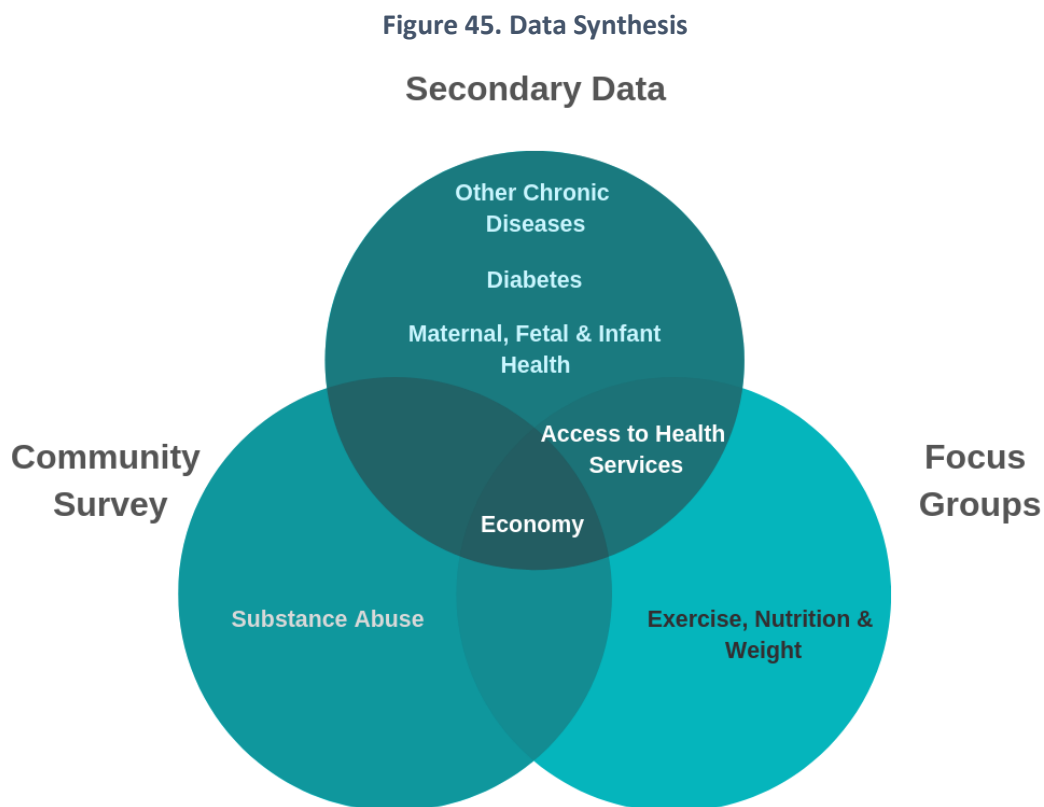 Figure 45. Data Synthesis
Secondary Data
Other Chronic
Diseases
Diabetes
Maternal, Fetal & Infant
Health
Access to Health
Services
Community
Survey
Focus
Groups
Economy
Substance Abuse
Exercise, Nutrition &
Weight